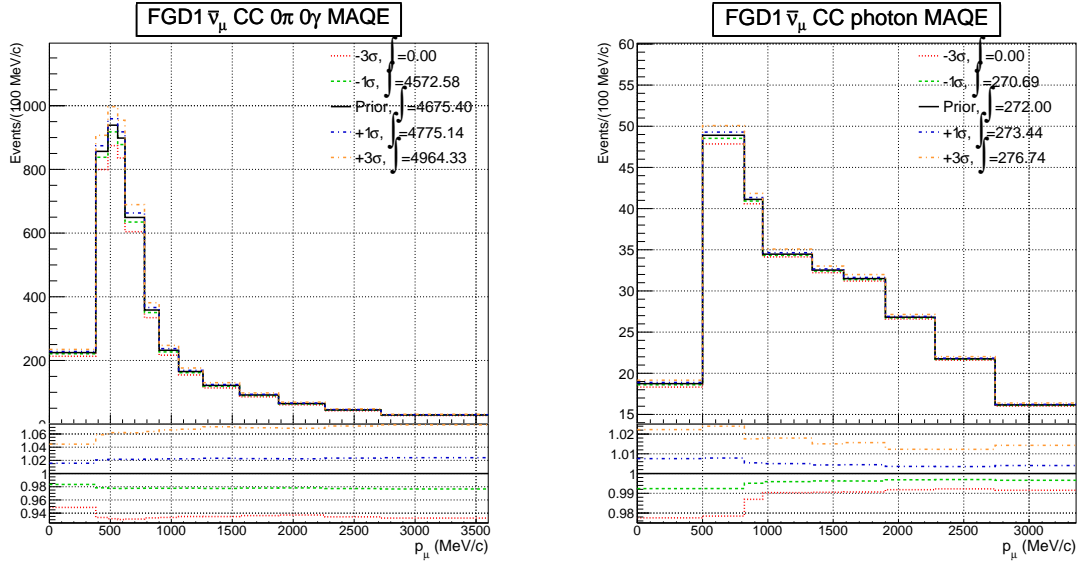 FGD1 ν̄μ CC 0π 0γ MAQE
Events/(100 MeV/c)
-3σ, ∫=0.00
-1σ, ∫=4572.58
Prior, ∫=4675.40
+1σ, ∫=4775.14
+3σ, ∫=4964.33
1000
800
600
400
200
0
1.06
1.04
1.02
1
0.98
0.96
0.94
0 500 1000 1500 2000 2500 3000 3500
pμ (MeV/c)
FGD1 ν̄μ CC photon MAQE
Events/(100 MeV/c)
-3σ, ∫=0.00
-1σ, ∫=270.69
Prior, ∫=272.00
+1σ, ∫=273.44
+3σ, ∫=276.74
60
55
50
45
40
35
30
25
20
15
1.02
1.01
1
0.99
0.98
0 500 1000 1500 2000 2500 3000
pμ (MeV/c)